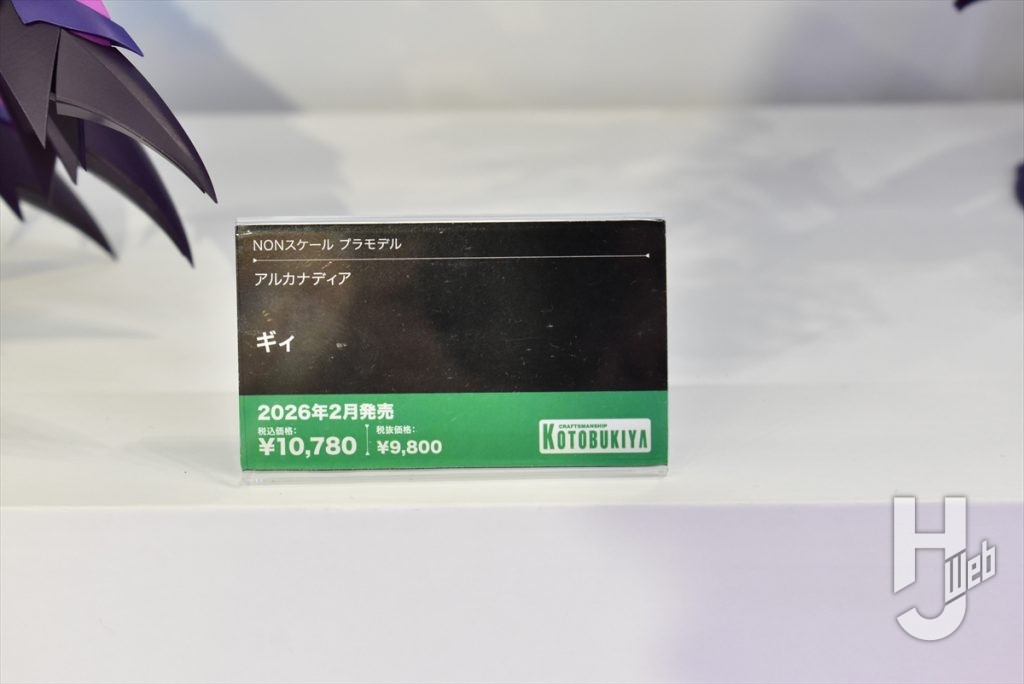 NONスケール プラモデル
アルカナディア
ギィ
2026年2月発売
税込価格: 税抜価格:
¥10,780 ¥9,800
CRAFTSMANSHIP
KOTOBUKIYA
HJ Web